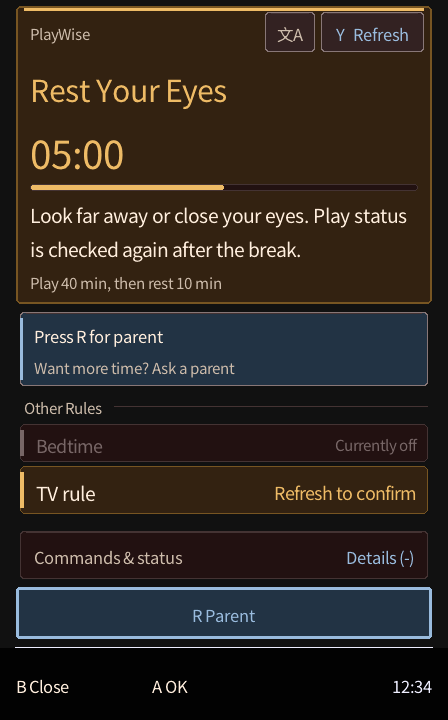 PlayWise
文A
Y Refresh
Rest Your Eyes
05:00
Look far away or close your eyes. Play status
is checked again after the break.
Play 40 min, then rest 10 min
Press R for parent
Want more time? Ask a parent
Other Rules
Bedtime
Currently off
TV rule
Refresh to confirm
Commands & status
Details (-)
R Parent
B Close
A OK
12:34